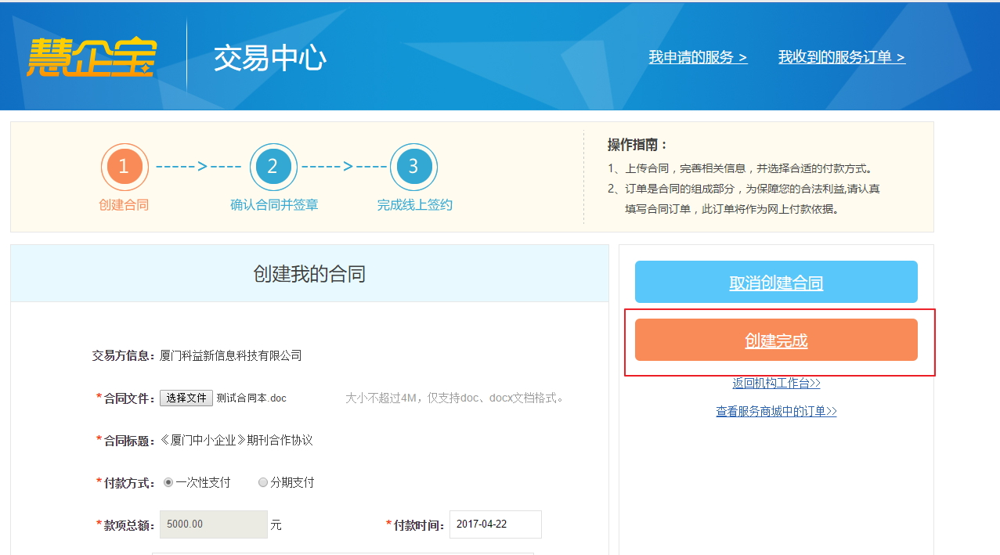 慧企宝
交易中心
我申请的服务 >
我收到的服务订单 >
1
2
3
创建合同
确认合同并签章
完成线上签约
操作指南：
1、上传合同，完善相关信息，并选择合适的付款方式。
2、订单是合同的组成部分，为保障您的合法利益,请认真
填写合同订单，此订单将作为网上付款依据。
创建我的合同
交易方信息：厦门科益新信息科技有限公司
*合同文件：选择文件 测试合同本.doc 大小不超过4M，仅支持doc、docx文档格式。
*合同标题：《厦门中小企业》期刊合作协议
*付款方式：一次性支付 分期支付
*款项总额：5000.00 元 *付款时间：2017-04-22
取消创建合同
创建完成
返回机构工作台>>
查看服务商城中的订单>>